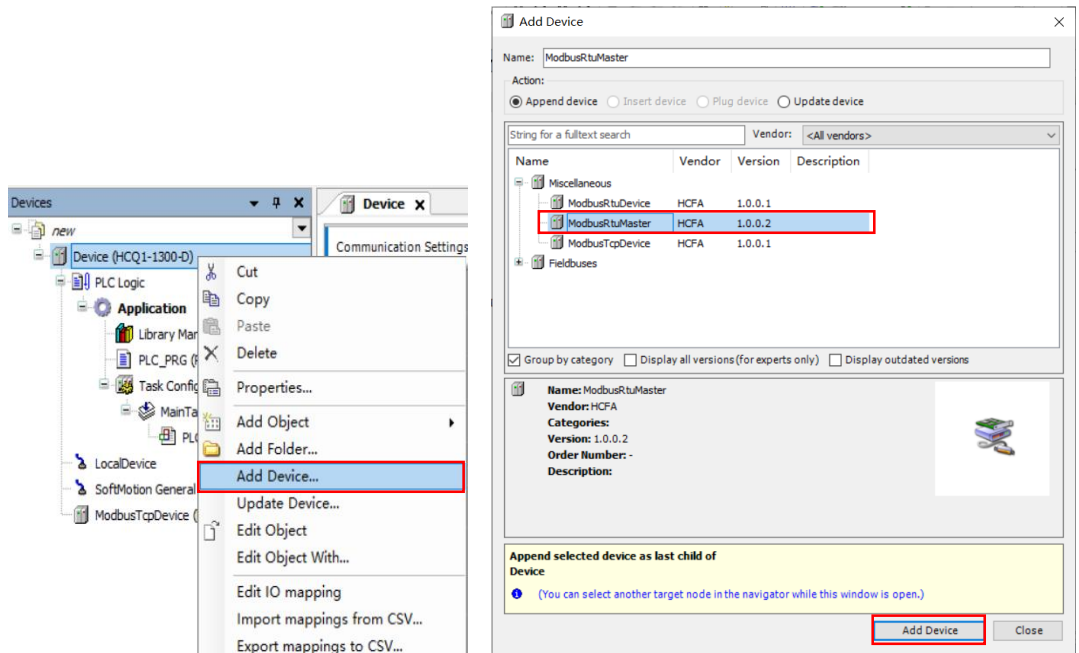 Devices
new
Device (HCQ1-1300-D)
PLC Logic
Application
Library Mar
PLC_PRG (
Task Config
MainTa
PL
LocalDevice
SoftMotion General
ModbusTcpDevice (
Device
Communication Settings
Cut
Copy
Paste
Delete
Properties...
Add Object
Add Folder...
Add Device...
Update Device...
Edit Object
Edit Object With...
Edit IO mapping
Import mappings from CSV...
Export mappings to CSV...
Add Device
Name: ModbusRtuMaster
Action:
Append device Insert device Plug device Update device
String for a fulltext search Vendor: <All vendors>
Name Vendor Version Description
Miscellaneous
ModbusRtuDevice HCFA 1.0.0.1
ModbusRtuMaster HCFA 1.0.0.2
ModbusTcpDevice HCFA 1.0.0.1
Fieldbuses
Group by category Display all versions (for experts only) Display outdated versions
Name: ModbusRtuMaster
Vendor: HCFA
Categories:
Version: 1.0.0.2
Order Number: -
Description:
Append selected device as last child of
Device
(You can select another target node in the navigator while this window is open.)
Add Device Close